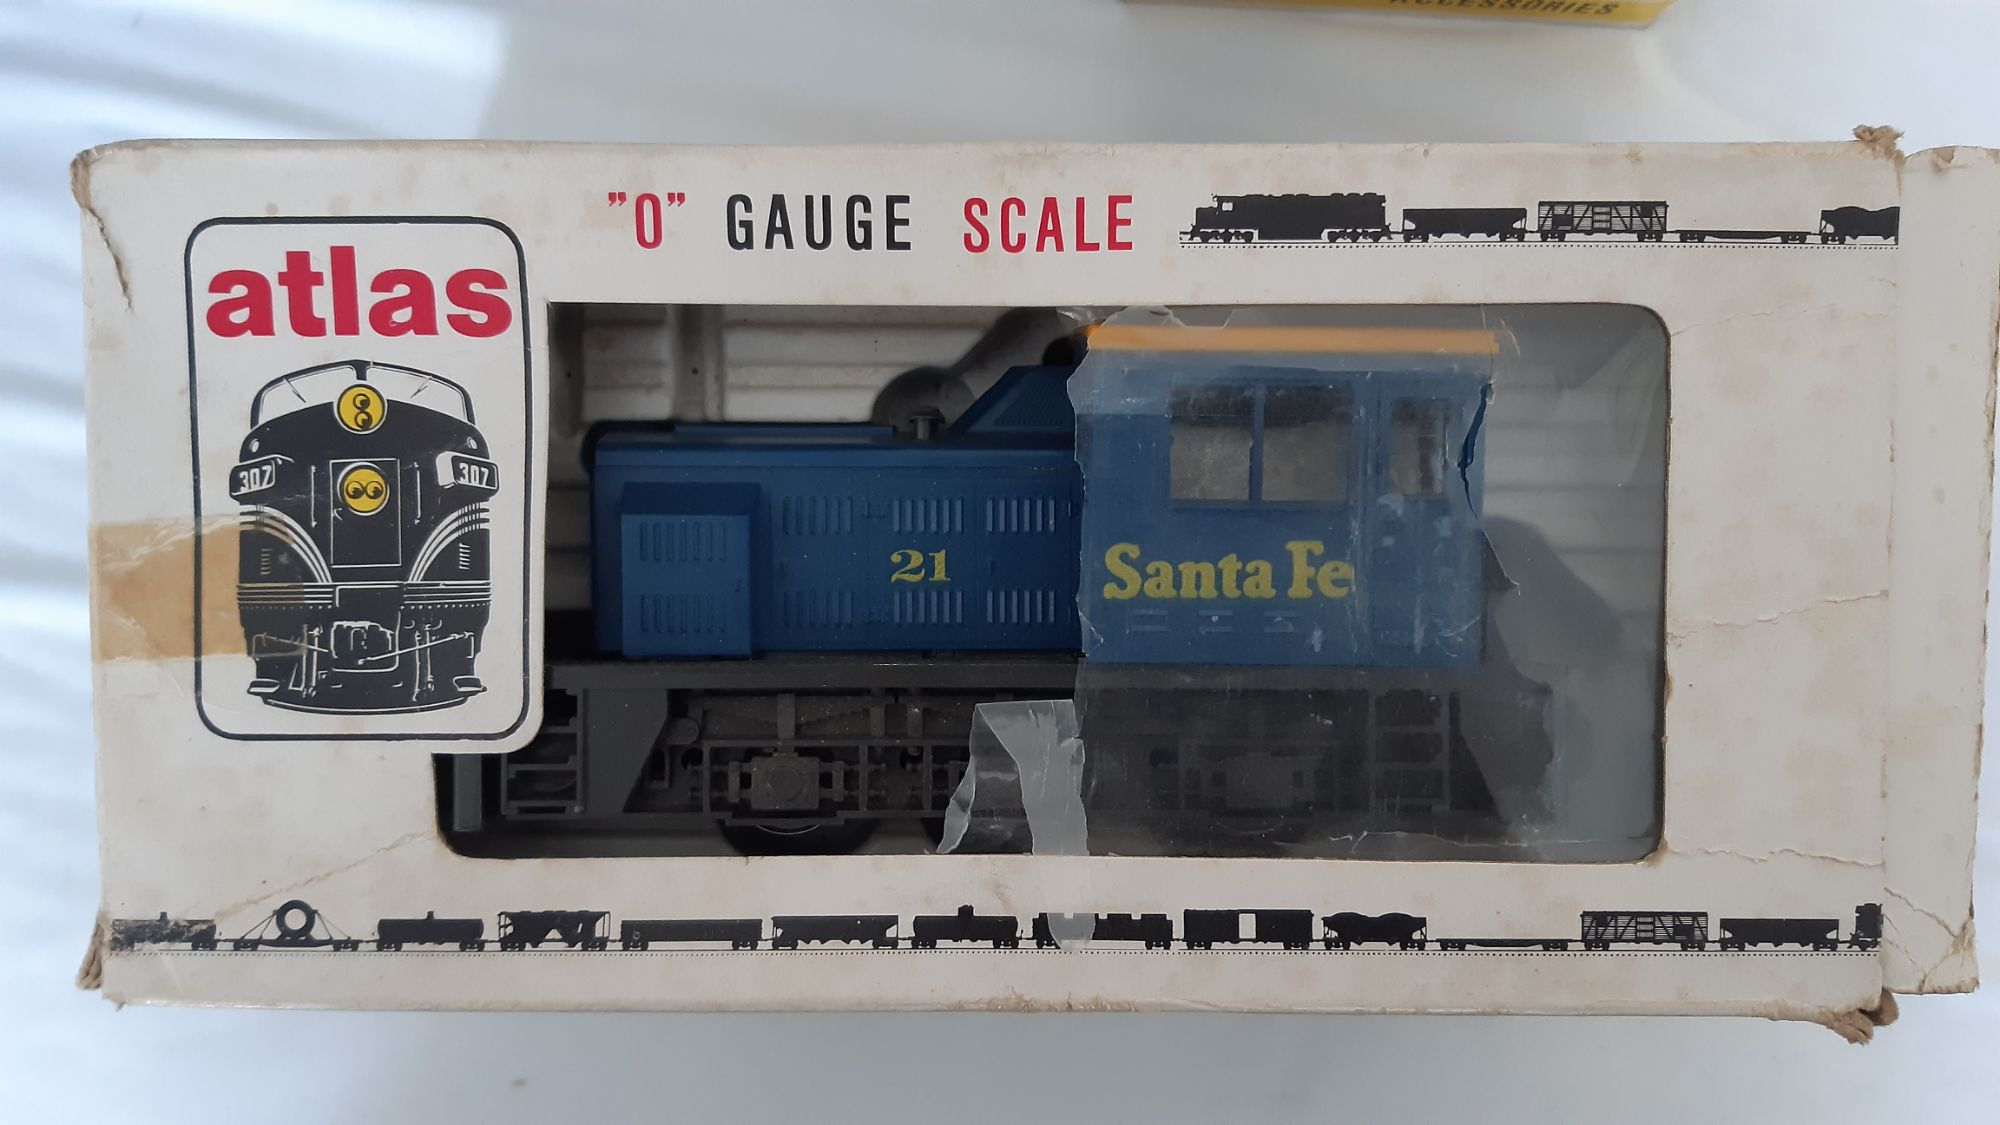 ACCESSORIES
"O" GAUGE SCALE
atlas
307 307
21
Santa Fe